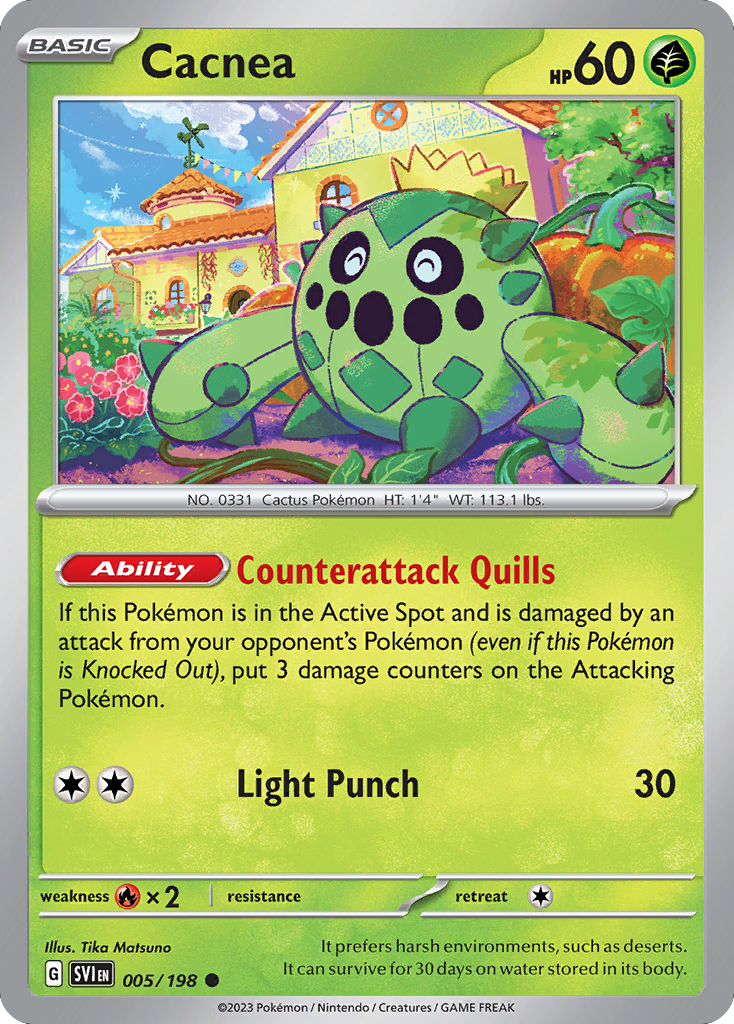 BASIC
Cacnea
HP 60
NO. 0331 Cactus Pokémon HT: 1'4" WT: 113.1 lbs.
Ability Counterattack Quills
If this Pokémon is in the Active Spot and is damaged by an
attack from your opponent's Pokémon (even if this Pokémon
is Knocked Out), put 3 damage counters on the Attacking
Pokémon.
Light Punch 30
weakness ×2 resistance retreat
Illus. Tika Matsuno
It prefers harsh environments, such as deserts.
It can survive for 30 days on water stored in its body.
G SVI EN 005/198
©2023 Pokémon / Nintendo / Creatures / GAME FREAK